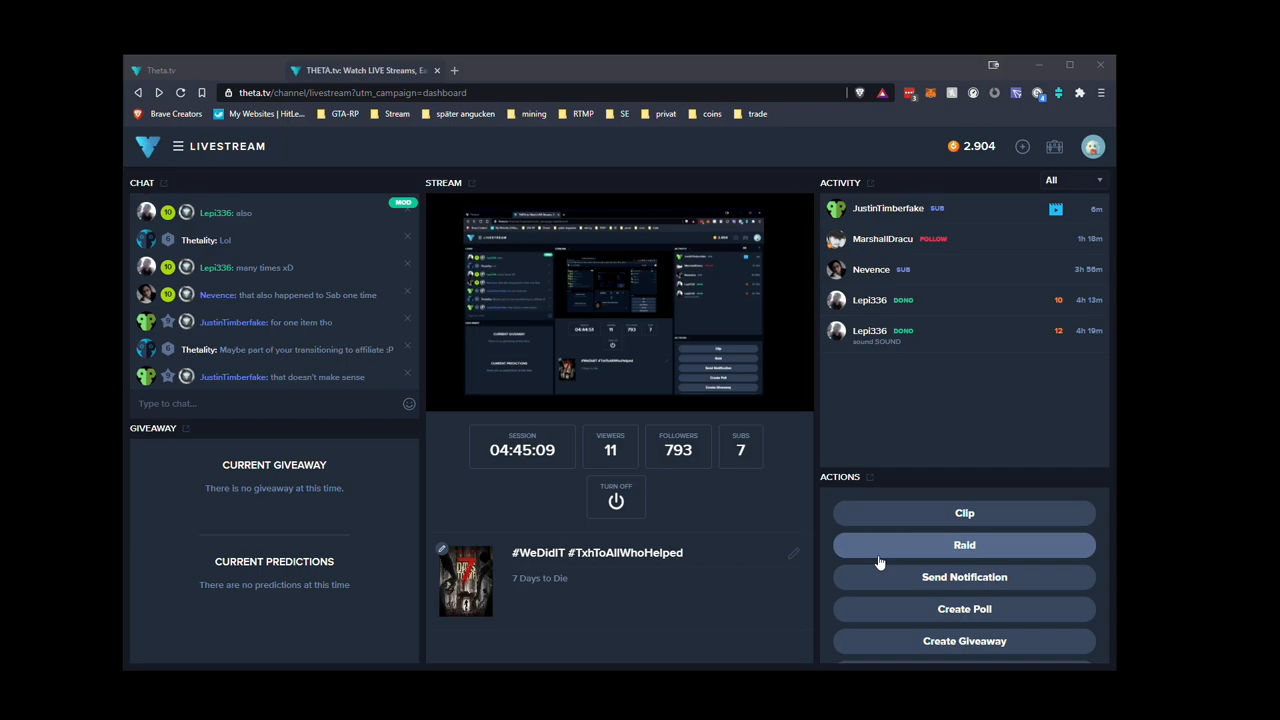 Theta.tv
THETA.tv: Watch LIVE Streams, Ea
theta.tv/channel/livestream?utm_campaign=dashboard
3
4
Brave Creators
My Websites | HitLe...
GTA-RP
Stream
später angucken
mining
RTMP
SE
privat
coins
trade
LIVESTREAM
2.904
CHAT
MOD
10 Lepi336: also
6 Thetality: Lol
10 Lepi336: many times xD
10 Nevence: that also happened to Sab one time
JustinTimberfake: for one item tho
6 Thetality: Maybe part of your transitioning to affiliate :P
JustinTimberfake: that doesn't make sense
Type to chat...
GIVEAWAY
CURRENT GIVEAWAY
There is no giveaway at this time.
CURRENT PREDICTIONS
There are no predictions at this time
STREAM
SESSION
04:45:09
VIEWERS
11
FOLLOWERS
793
SUBS
7
TURN OFF
#WeDidIT #TxhToAllWhoHelped
7 Days to Die
ACTIVITY
All
JustinTimberfake SUB
6m
MarshallDracu FOLLOW
1h 18m
Nevence SUB
3h 56m
Lepi336 DONO
10 4h 13m
Lepi336 DONO
12 4h 19m
sound SOUND
ACTIONS
Clip
Raid
Send Notification
Create Poll
Create Giveaway